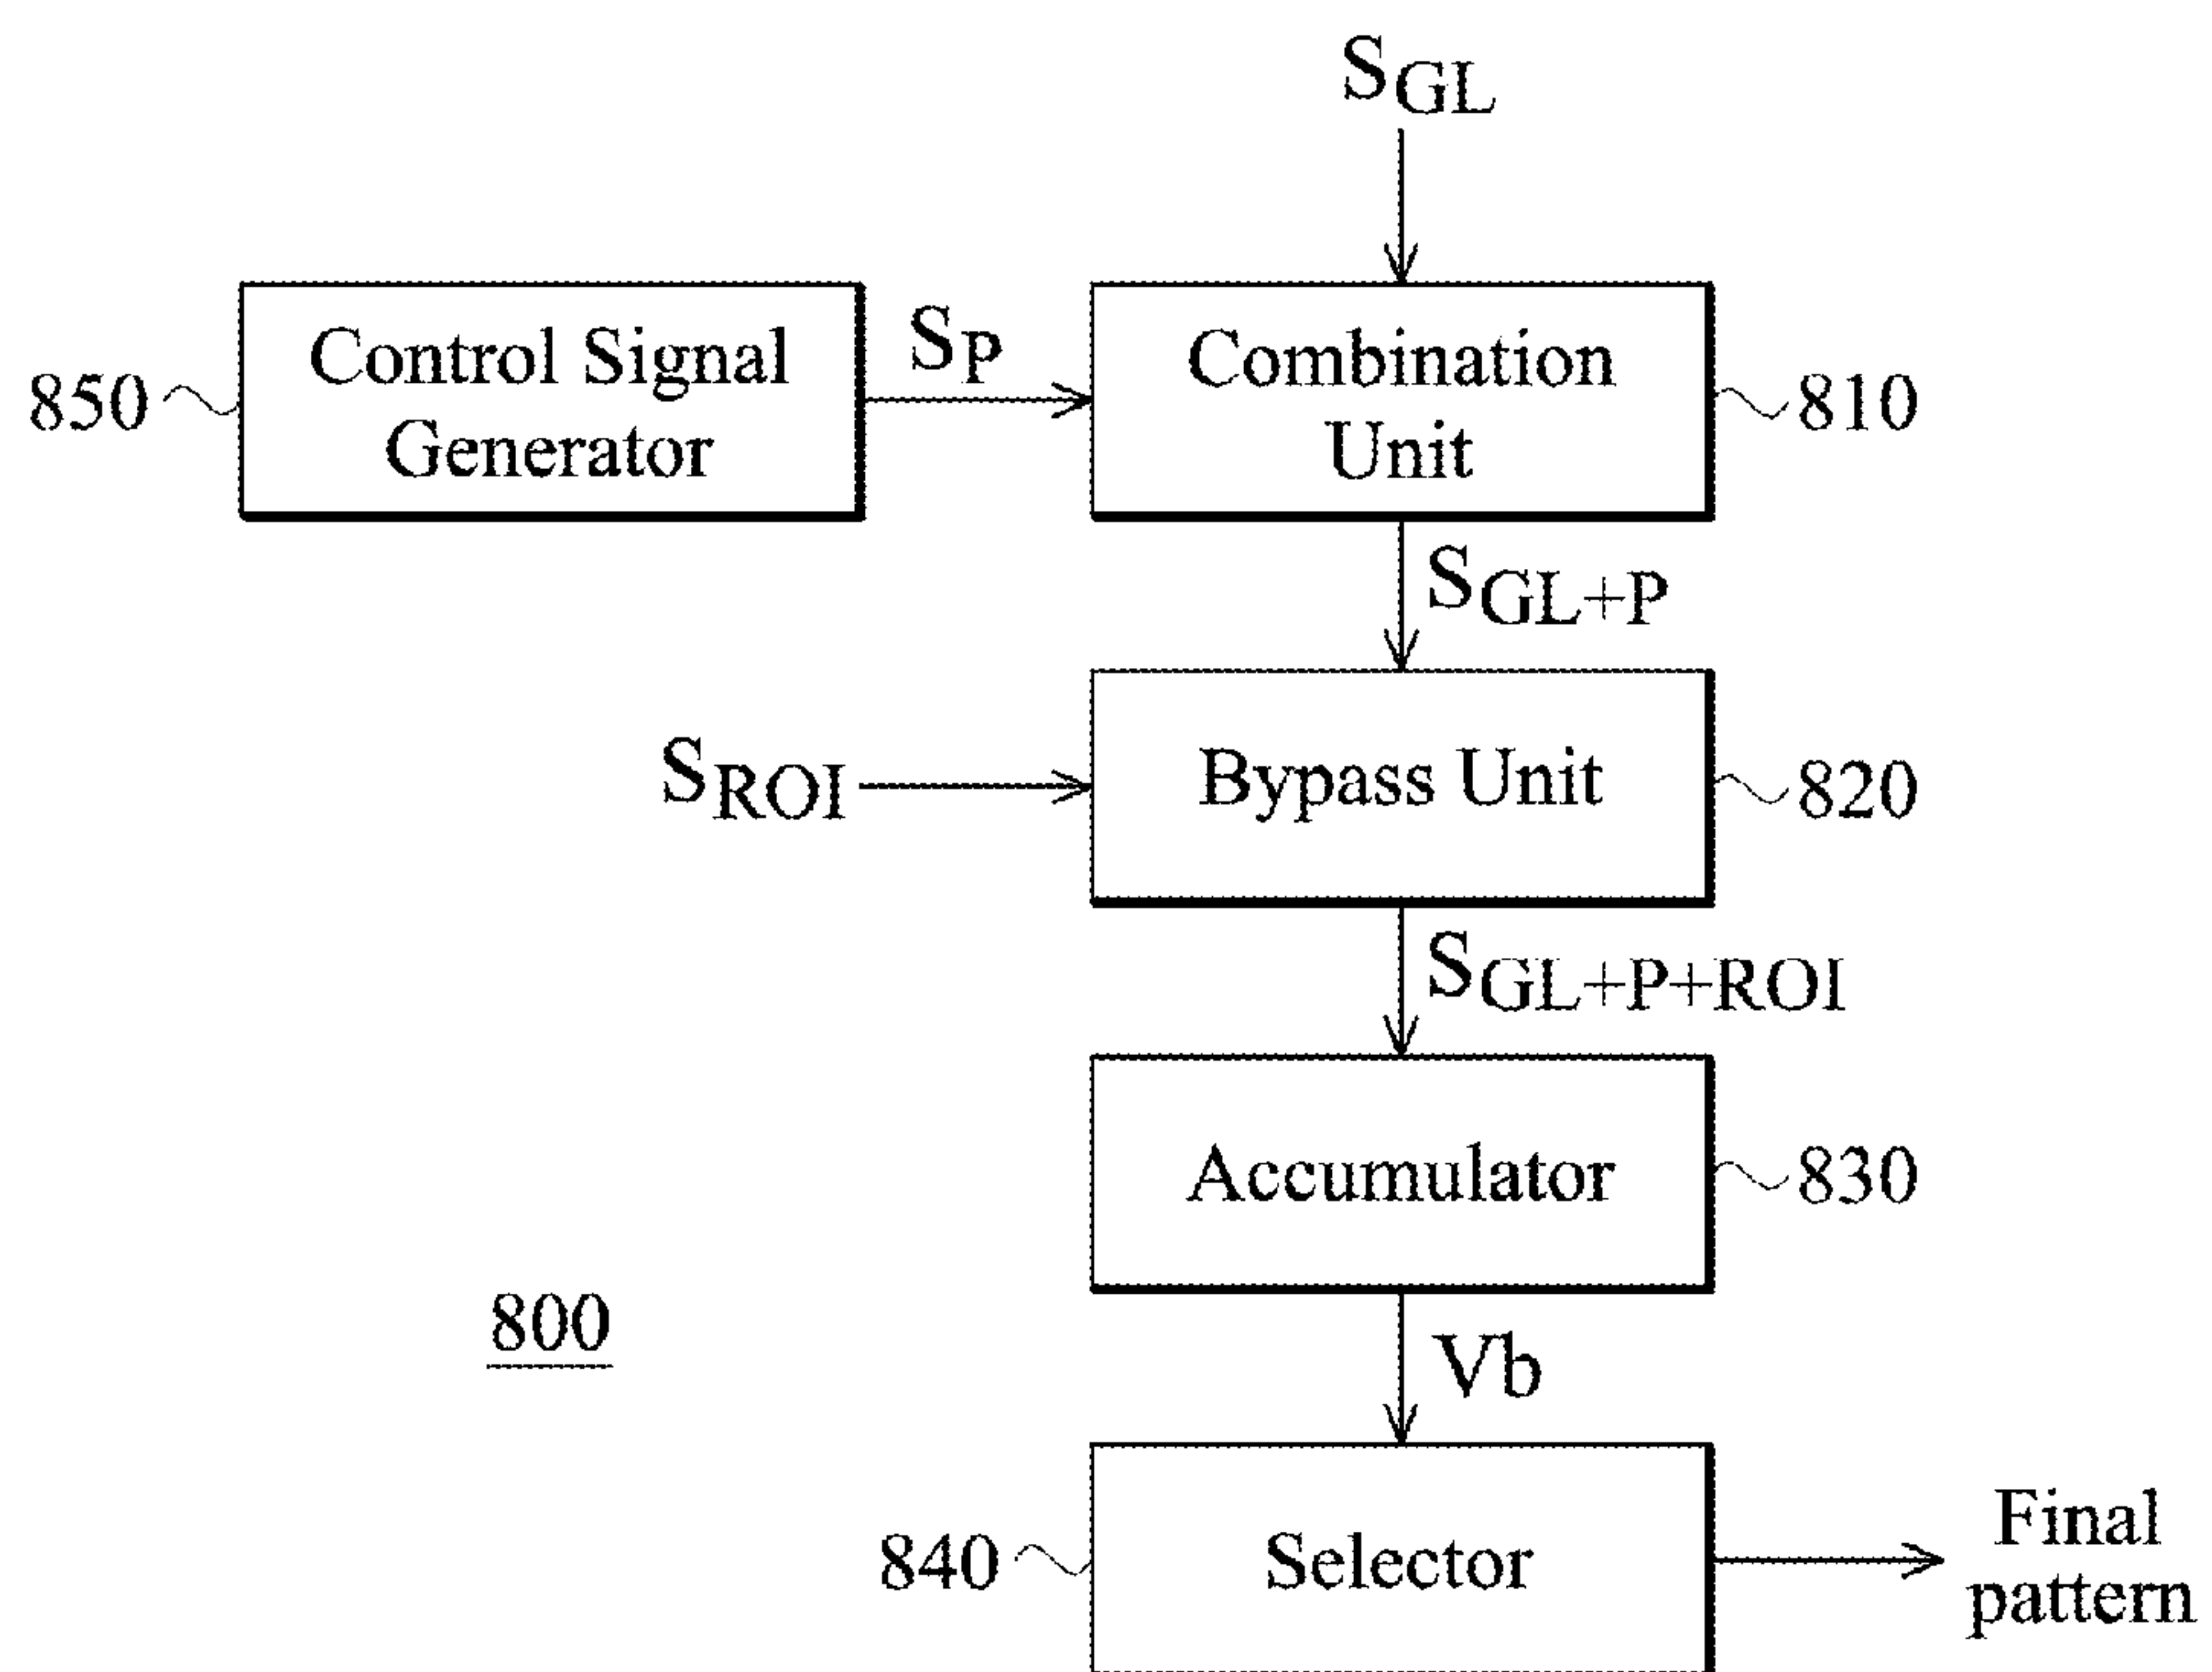 SGL
Control Signal
Generator
850
SP
Combination
Unit
810
SGL+P
SROI
Bypass Unit
820
SGL+P+ROI
Accumulator
830
800
Vb
840
Selector
Final
pattern